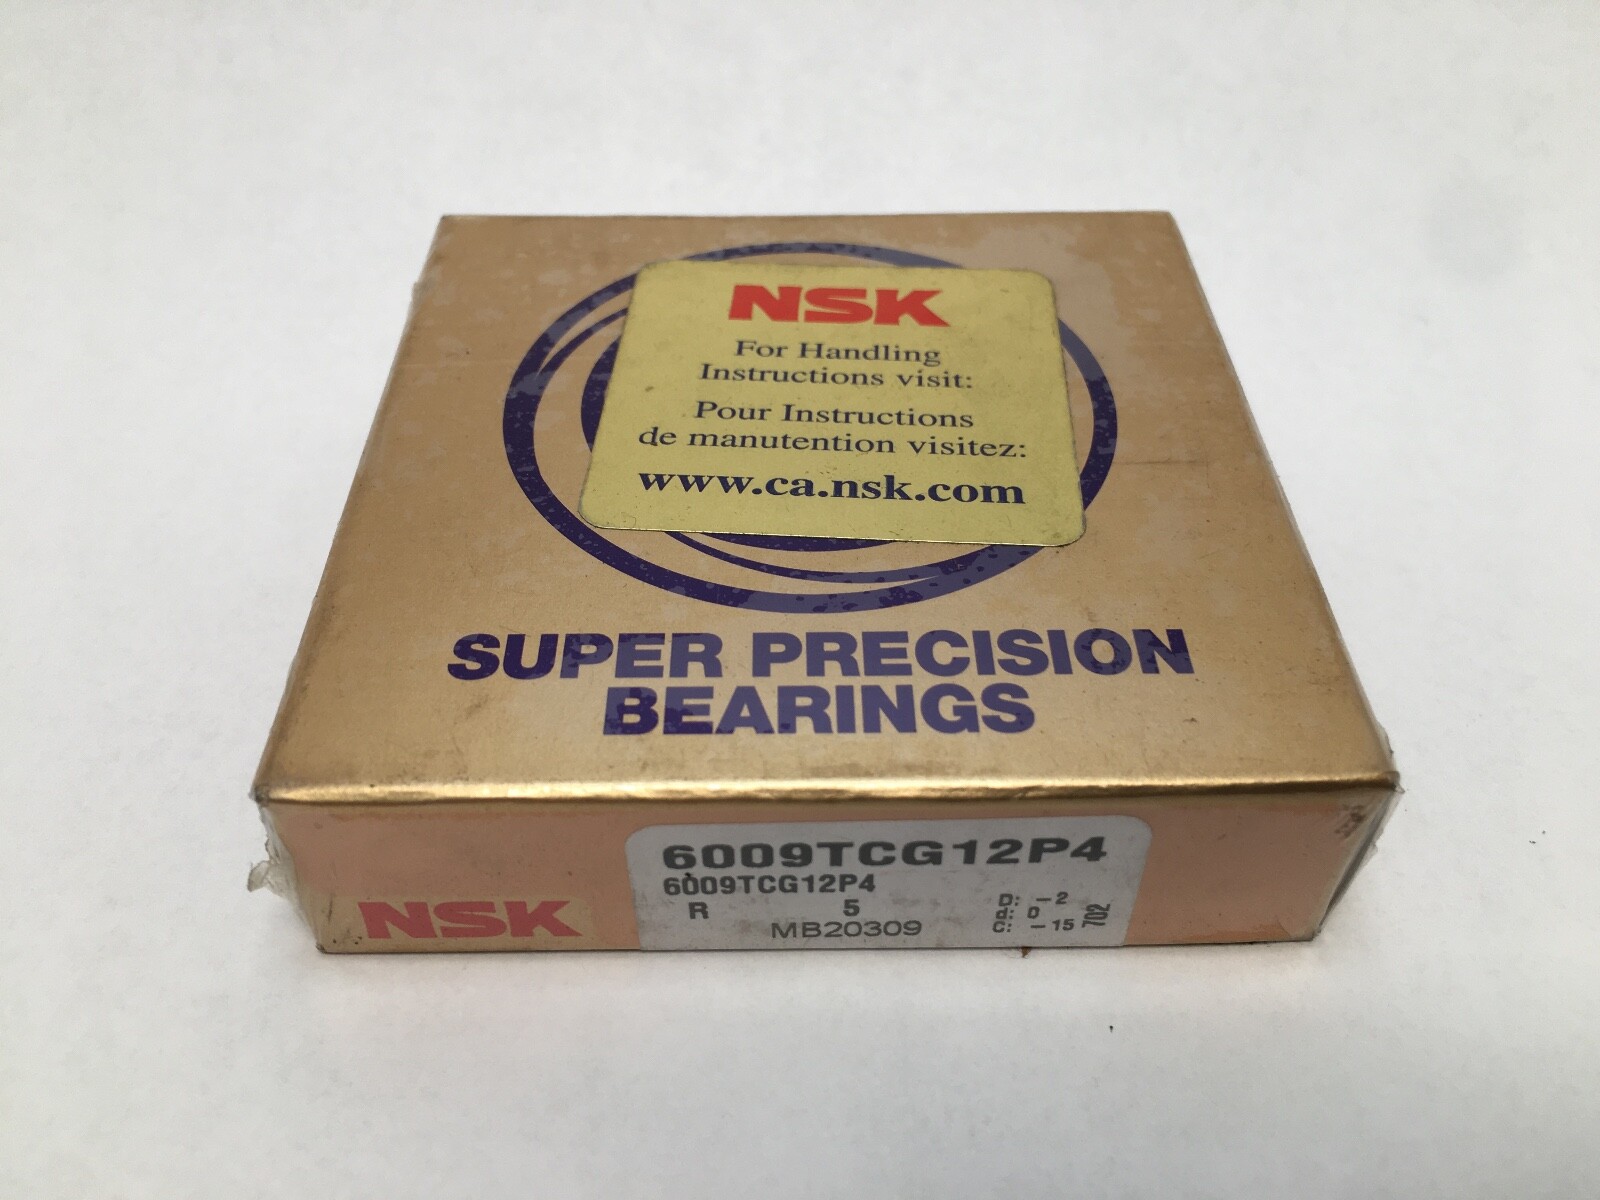 NSK
For Handling
Instructions visit:
Pour Instructions
de manutention visitez:
www.ca.nsk.com
SUPER PRECISION
BEARINGS
NSK
6009TCG12P4
6009TCG12P4
R 5
MB20309
D: -2
d: 0
C: -15
702